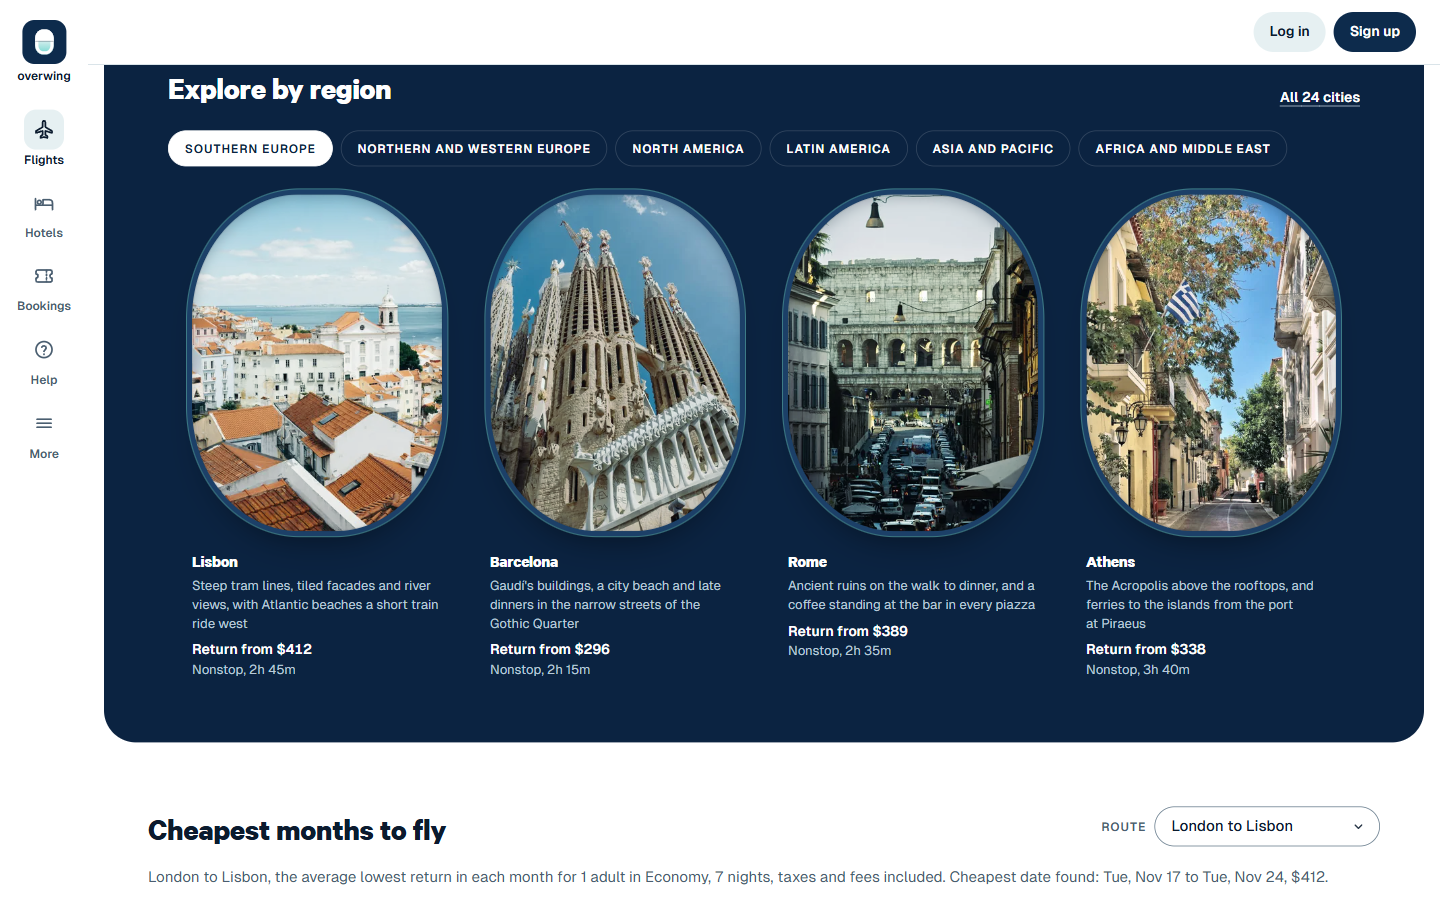 Log in
Sign up
overwing
Flights
Hotels
Bookings
Help
More
Explore by region
All 24 cities
SOUTHERN EUROPE
NORTHERN AND WESTERN EUROPE
NORTH AMERICA
LATIN AMERICA
ASIA AND PACIFIC
AFRICA AND MIDDLE EAST
Lisbon
Steep tram lines, tiled facades and river
views, with Atlantic beaches a short train
ride west
Return from $412
Nonstop, 2h 45m
Barcelona
Gaudí's buildings, a city beach and late
dinners in the narrow streets of the
Gothic Quarter
Return from $296
Nonstop, 2h 15m
Rome
Ancient ruins on the walk to dinner, and a
coffee standing at the bar in every piazza
Return from $389
Nonstop, 2h 35m
Athens
The Acropolis above the rooftops, and
ferries to the islands from the port
at Piraeus
Return from $338
Nonstop, 3h 40m
Cheapest months to fly
ROUTE
London to Lisbon
London to Lisbon, the average lowest return in each month for 1 adult in Economy, 7 nights, taxes and fees included. Cheapest date found: Tue, Nov 17 to Tue, Nov 24, $412.